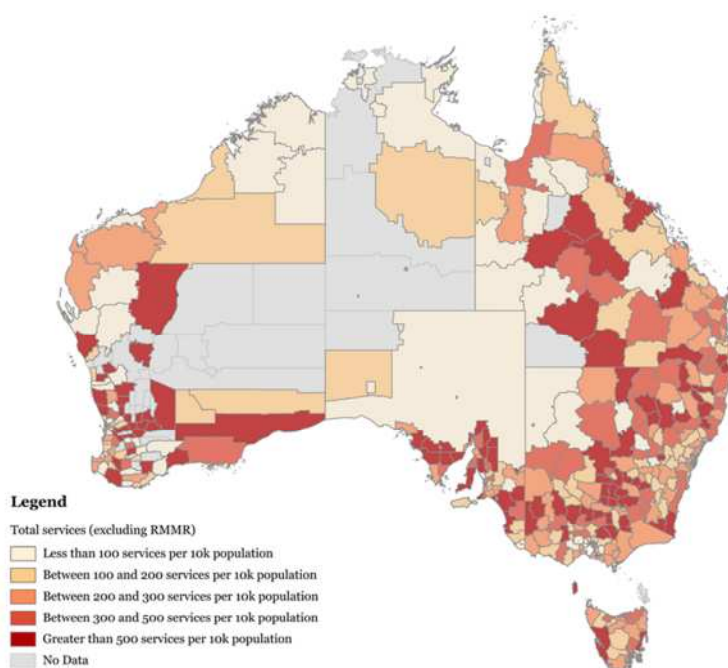 Legend
Total services (excluding RMMR)
Less than 100 services per 10k population
Between 100 and 200 services per 10k population
Between 200 and 300 services per 10k population
Between 300 and 500 services per 10k population
Greater than 500 services per 10k population
No Data